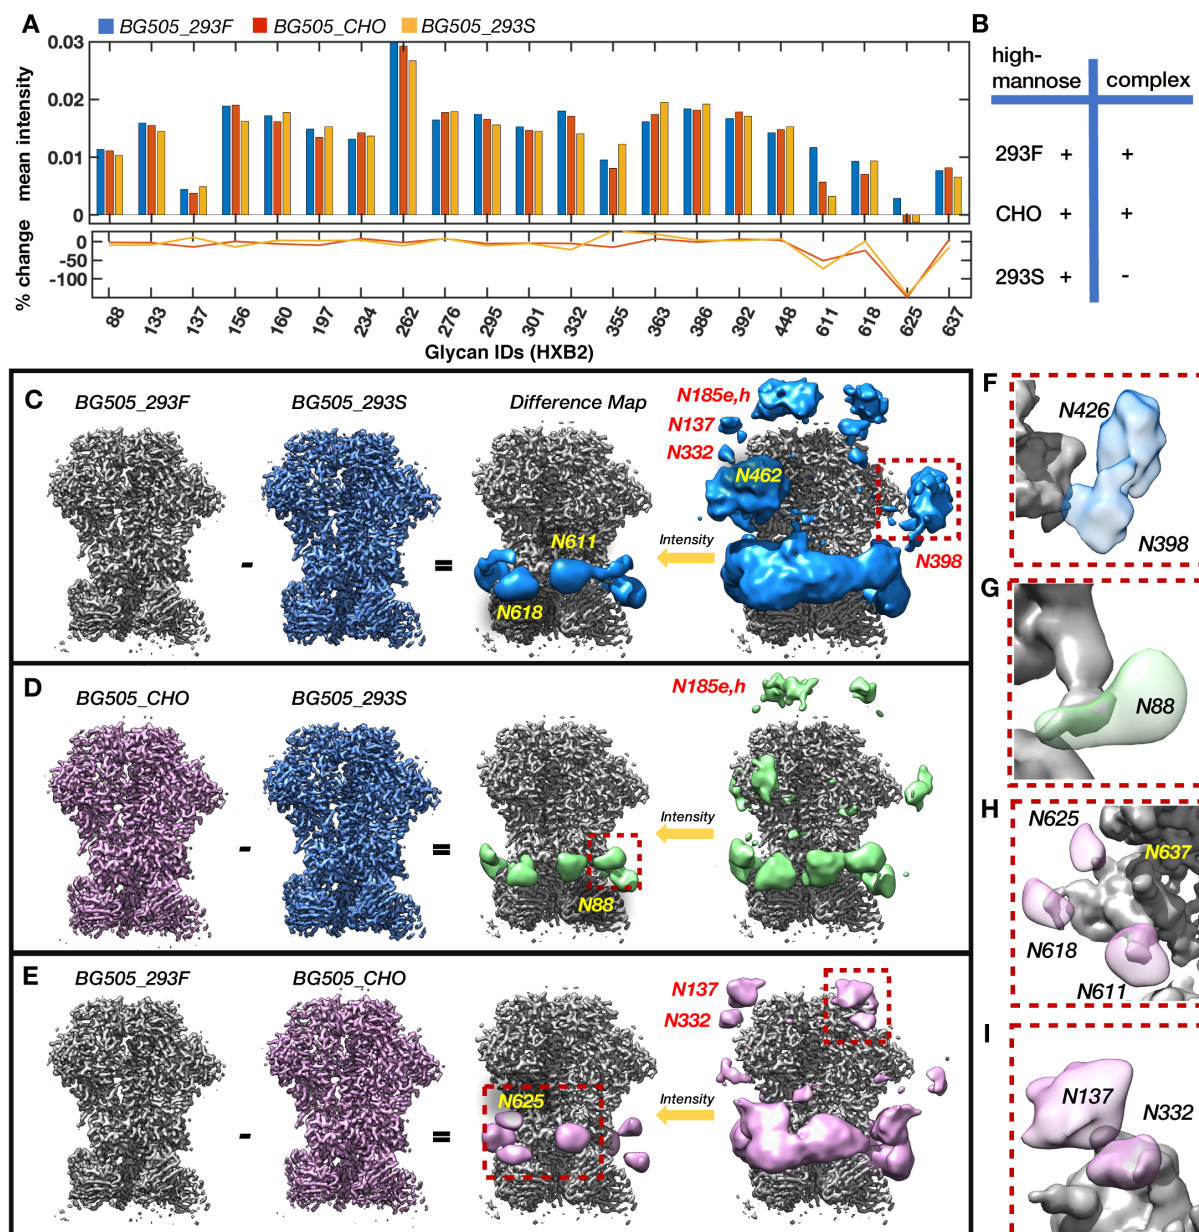 A
BG505_293F BG505_CHO BG505_293S
mean intensity
0.03
0.02
0.01
0
% change
0
-50
-100
88 133 137 156 160 197 234 262 276 295 301 332 355 363 386 392 448 611 618 625 637
Glycan IDs (HXB2)
B
high-
mannose complex
293F + +
CHO + +
293S + -
C
BG505_293F BG505_293S Difference Map
- =
N611
N618
Intensity
N185e,h
N137
N332
N462
N398
D
BG505_CHO BG505_293S
- =
N88
Intensity
N185e,h
E
BG505_293F BG505_CHO
- =
N625
Intensity
N137
N332
F
N426
N398
G
N88
H
N625
N637
N618
N611
I
N137
N332